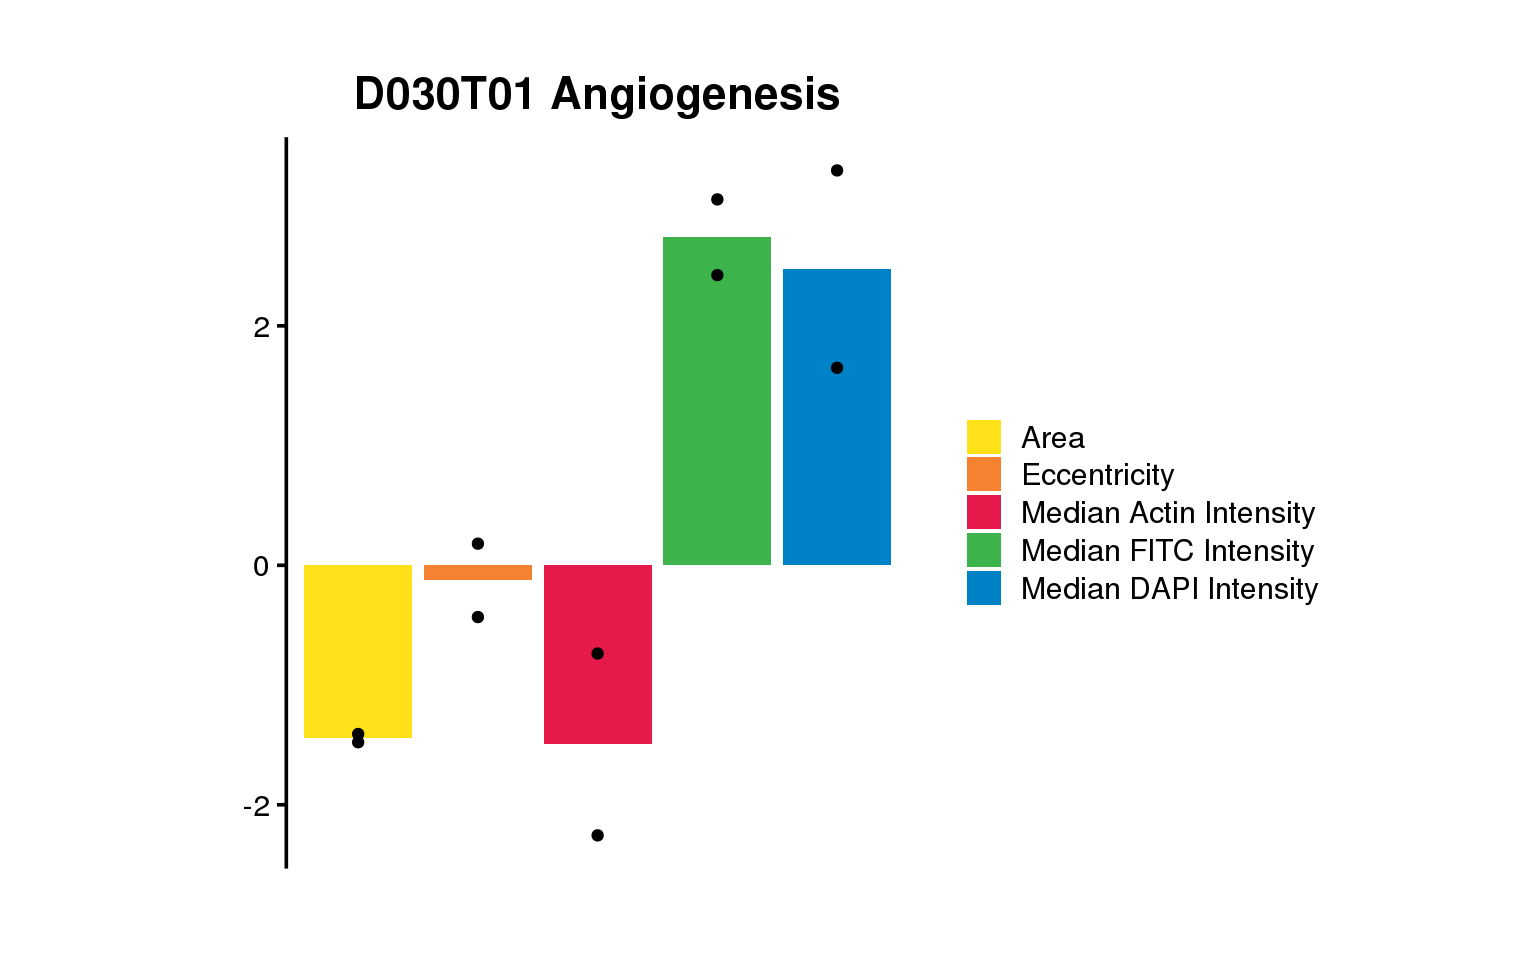 D030T01 Angiogenesis
2
0
-2
Area
Eccentricity
Median Actin Intensity
Median FITC Intensity
Median DAPI Intensity